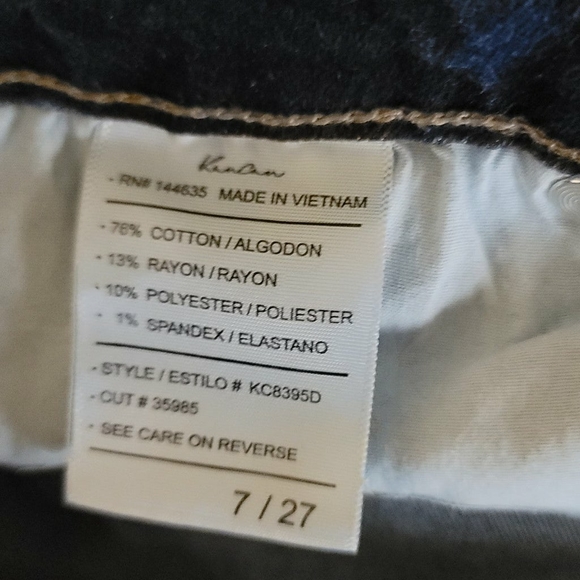 KanCan
- RN# 144635 MADE IN VIETNAM
- 76% COTTON / ALGODON
- 13% RAYON / RAYON
- 10% POLYESTER / POLIESTER
- 1% SPANDEX / ELASTANO
- STYLE / ESTILO # KC8395D
- CUT # 35985
- SEE CARE ON REVERSE
7 / 27